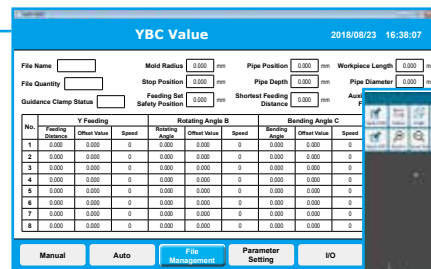 YBC Value 2018/08/23 16:38:07
File Name Mold Radius 0.000 mm Pipe Position 0.000 mm Workpiece Length 0.000
File Quantity Stop Position 0.000 mm Pipe Depth 0.000 mm Pipe Diameter 0.000
Guidance Clamp Status Feeding Set Safety Position 0.000 mm Shortest Feeding Distance 0.000 mm
No. Y Feeding Rotating Angle B Bending Angle C
Feeding Distance Offset Value Speed Rotating Angle Offset Value Speed Bending Angle Offset Value Speed
1 0.000 0.000 0 0.000 0.000 0 0.000 0.000 0
2 0.000 0.000 0 0.000 0.000 0 0.000 0.000 0
3 0.000 0.000 0 0.000 0.000 0 0.000 0.000 0
4 0.000 0.000 0 0.000 0.000 0 0.000 0.000 0
5 0.000 0.000 0 0.000 0.000 0 0.000 0.000 0
6 0.000 0.000 0 0.000 0.000 0 0.000 0.000 0
7 0.000 0.000 0 0.000 0.000 0 0.000 0.000 0
8 0.000 0.000 0 0.000 0.000 0 0.000 0.000 0
Manual Auto File Management Parameter Setting I/O